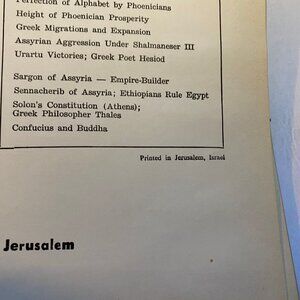 Perfection of Alphabet by Phoenicians
Height of Phoenician Prosperity
Greek Migrations and Expansion
Assyrian Aggression Under Shalmaneser III
Urartu Victories; Greek Poet Hesiod
Sargon of Assyria — Empire-Builder
Sennacherib of Assyria; Ethiopians Rule Egypt
Solon's Constitution (Athens);
Greek Philosopher Thales
Confucius and Buddha
Printed in Jerusalem, Israel
Jerusalem